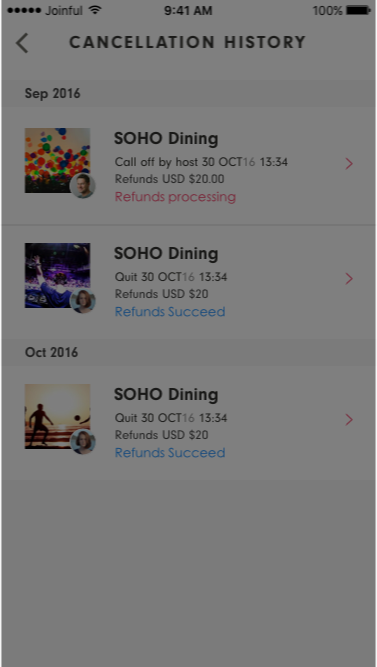 Joinful 9:41 AM 100%
CANCELLATION HISTORY
Sep 2016
SOHO Dining
Call off by host 30 OCT16 13:34
Refunds USD $20.00
Refunds processing
SOHO Dining
Quit 30 OCT16 13:34
Refunds USD $20
Refunds Succeed
Oct 2016
SOHO Dining
Quit 30 OCT16 13:34
Refunds USD $20
Refunds Succeed